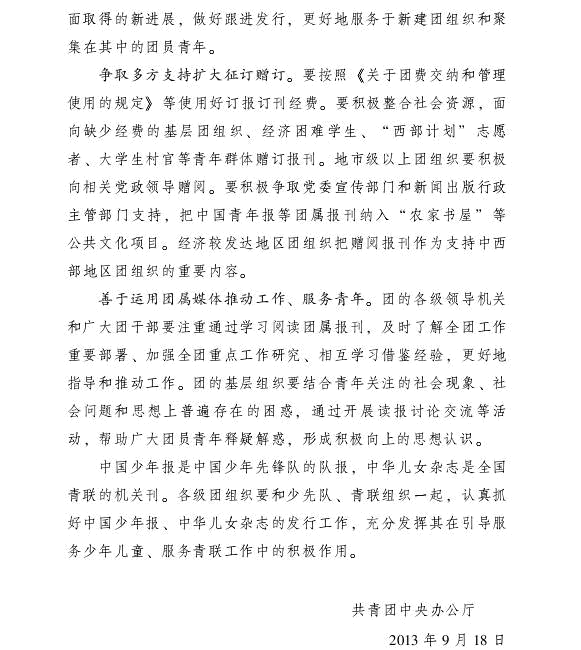 面取得的新进展，做好跟进发行，更好地服务于新建团组织和聚
集在其中的团员青年。
争取多方支持扩大征订赠订。要按照《关于团费交纳和管理
使用的规定》等使用好订报订刊经费。要积极整合社会资源，面
向缺少经费的基层团组织、经济困难学生、“西部计划”志愿
者、大学生村官等青年群体赠订报刊。地市级以上团组织要积极
向相关党政领导赠阅。要积极争取党委宣传部门和新闻出版行政
主管部门支持，把中国青年报等团属报刊纳入“农家书屋”等
公共文化项目。经济较发达地区团组织把赠阅报刊作为支持中西
部地区团组织的重要内容。
善于运用团属媒体推动工作、服务青年。团的各级领导机关
和广大团干部要注重通过学习阅读团属报刊，及时了解全团工作
重要部署、加强全团重点工作研究、相互学习借鉴经验，更好地
指导和推动工作。团的基层组织要结合青年关注的社会现象、社
会问题和思想上普遍存在的困惑，通过开展读报讨论交流等活
动，帮助广大团员青年释疑解惑，形成积极向上的思想认识。
中国少年报是中国少年先锋队的队报，中华儿女杂志是全国
青联的机关刊。各级团组织要和少先队、青联组织一起，认真抓
好中国少年报、中华儿女杂志的发行工作，充分发挥其在引导服
务少年儿童、服务青联工作中的积极作用。
共青团中央办公厅
2013 年 9 月 18 日